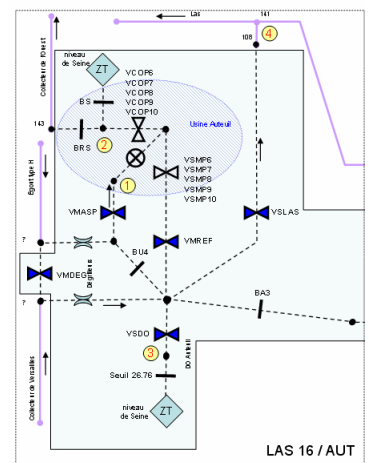 Las
141
4
108
niveau
de Seine
ZT
VCOP6
VCOP7
VCOP8
VCOP9
VCOP10
Collecteur de Forest
BS
Usine Auteuil
143
2
BRS
VSMP6
VSMP7
VSMP8
VSMP9
VSMP10
Egout type H
1
VMASP
VSLAS
?
VMREF
BU4
VMDEG
Dégrilleurs
?
BA3
VSDO
DO Auteuil
3
Seuil 26.76
Collecteur de Versailles
niveau
de Seine
ZT
LAS 16 / AUT